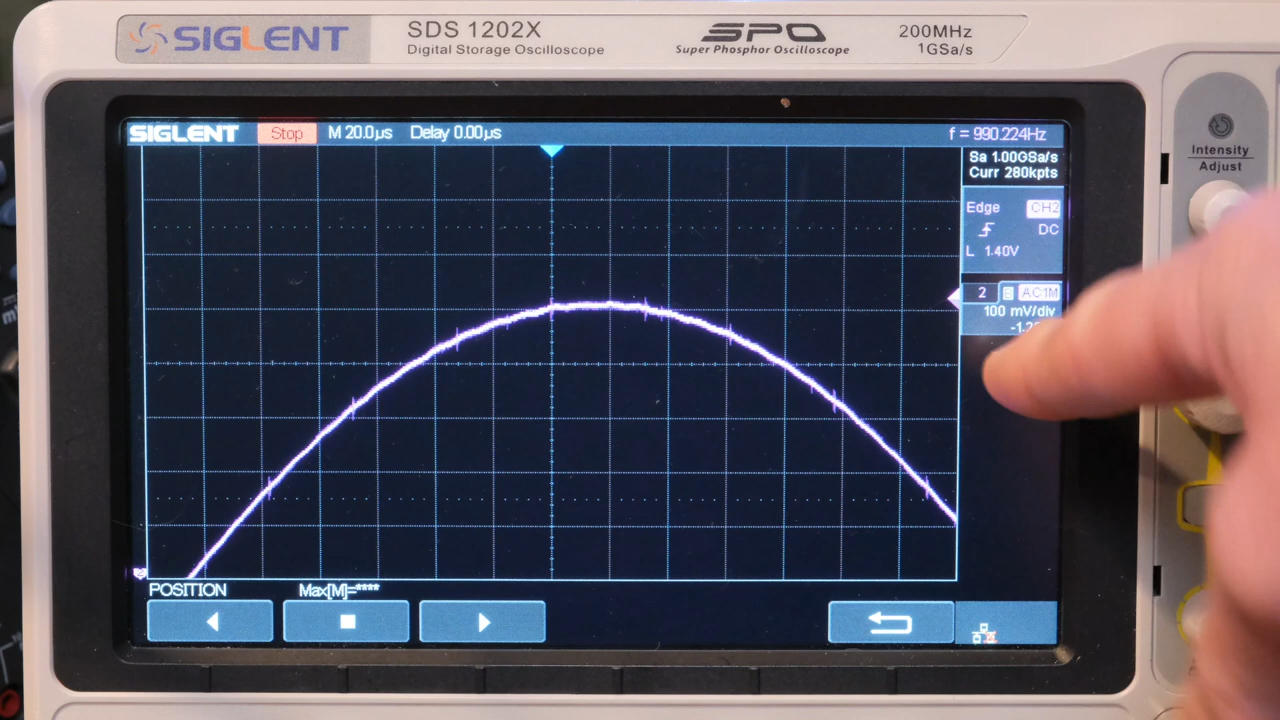 SIGLENT
SDS 1202X
Digital Storage Oscilloscope
SPO
Super Phosphor Oscilloscope
200MHz
1GSa/s
SIGLENT Stop M 20.0µs Delay 0.00µs f = 990.224Hz
Sa 1.00GSa/s
Curr 280kpts
Edge CH2
DC
L 1.40V
2 B AC1M
100 mV/div
Intensity
Adjust
POSITION Max[M]=****